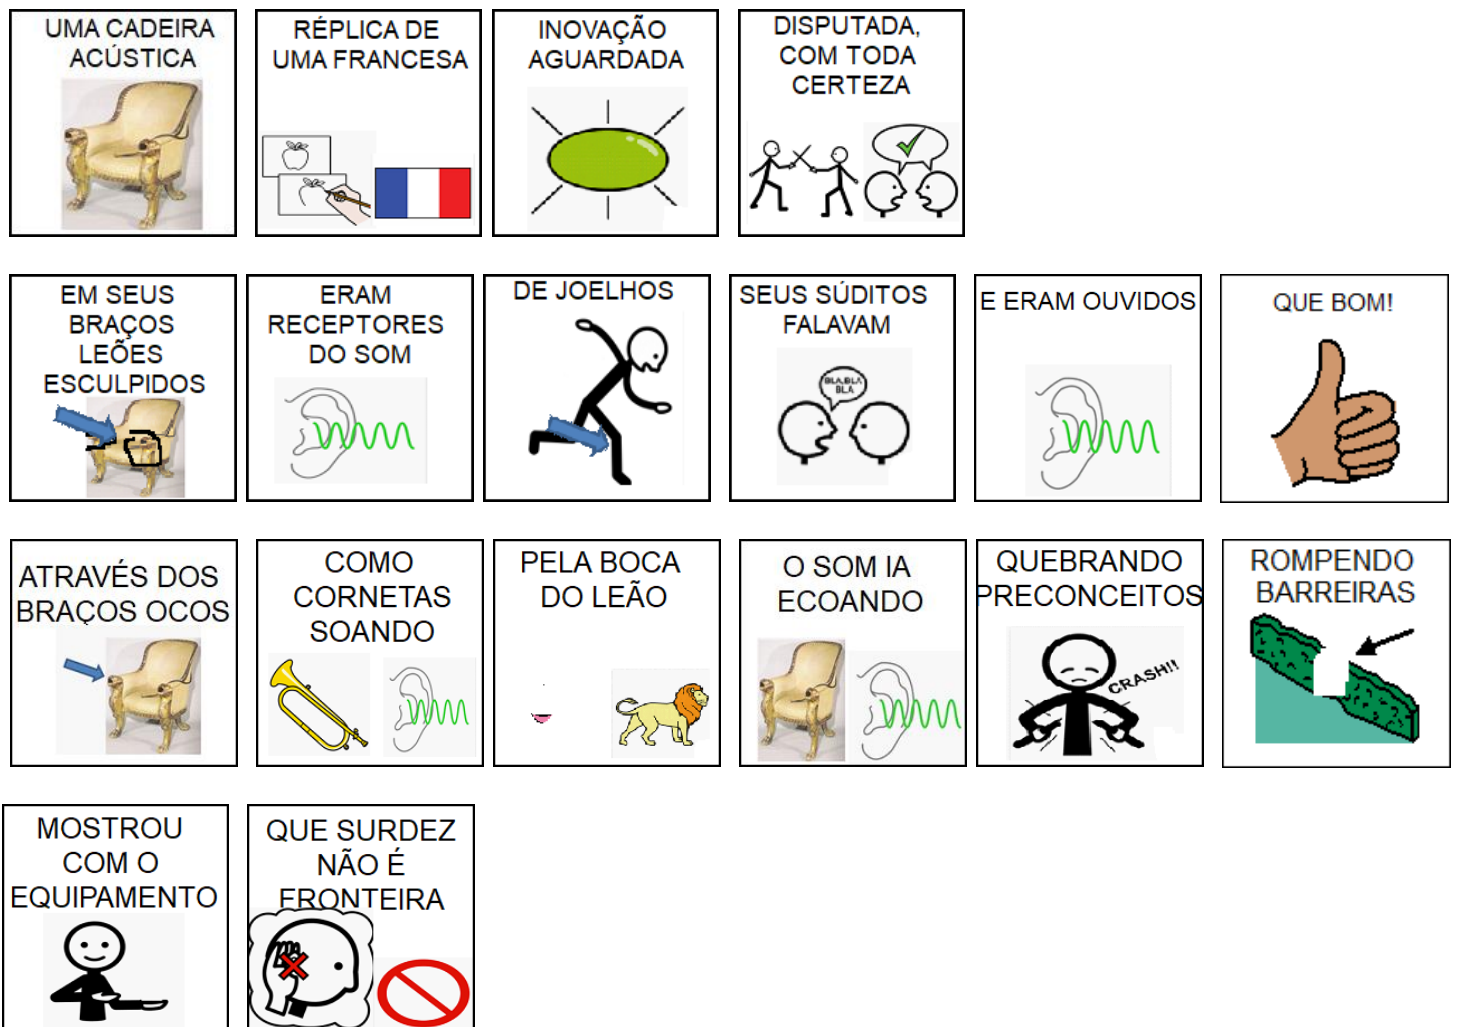 UMA CADEIRA
ACÚSTICA
RÉPLICA DE
UMA FRANCESA
INOVAÇÃO
AGUARDADA
DISPUTADA,
COM TODA
CERTEZA
EM SEUS
BRAÇOS
LEÕES
ESCULPIDOS
ERAM
RECEPTORES
DO SOM
DE JOELHOS
SEUS SÚDITOS
FALAVAM
BLA,BLA
BLA
E ERAM OUVIDOS
QUE BOM!
ATRAVÉS DOS
BRAÇOS OCOS
COMO
CORNETAS
SOANDO
PELA BOCA
DO LEÃO
O SOM IA
ECOANDO
QUEBRANDO
PRECONCEITOS
CRASH!!
ROMPENDO
BARREIRAS
MOSTROU
COM O
EQUIPAMENTO
QUE SURDEZ
NÃO É
FRONTEIRA